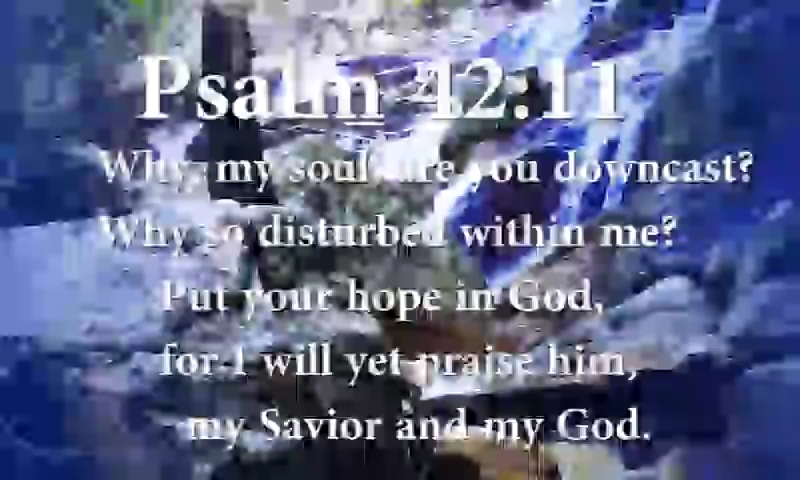 Psalm 42:11
Why, my soul, are you downcast?
Why so disturbed within me?
Put your hope in God,
for I will yet praise him,
my Savior and my God.